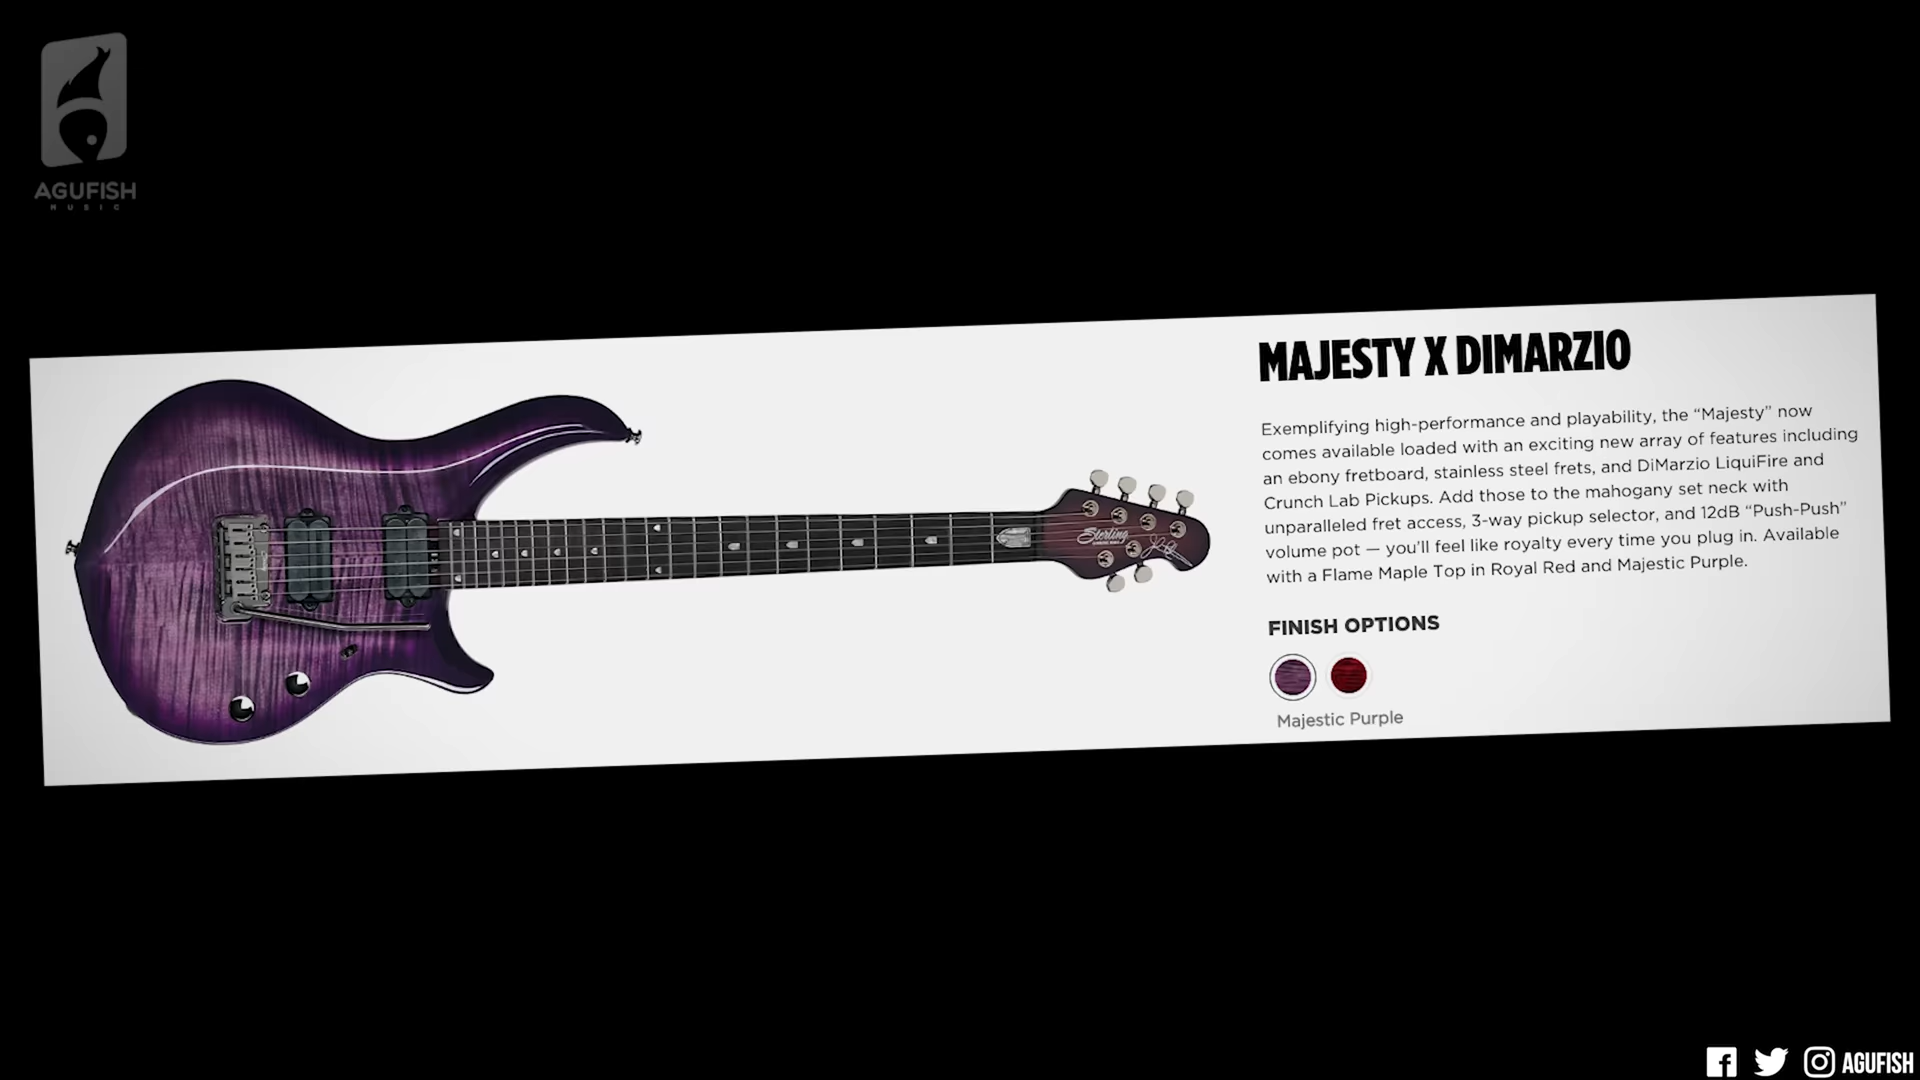 AGUFISH
MUSIC
MAJESTY X DIMARZIO
Exemplifying high-performance and playability, the “Majesty” now
comes available loaded with an exciting new array of features including
an ebony fretboard, stainless steel frets, and DiMarzio LiquiFire and
Crunch Lab Pickups. Add those to the mahogany set neck with
unparalleled fret access, 3-way pickup selector, and 12dB “Push-Push”
volume pot — you’ll feel like royalty every time you plug in. Available
with a Flame Maple Top in Royal Red and Majestic Purple.
Sterling
FINISH OPTIONS
Majestic Purple
AGUFISH